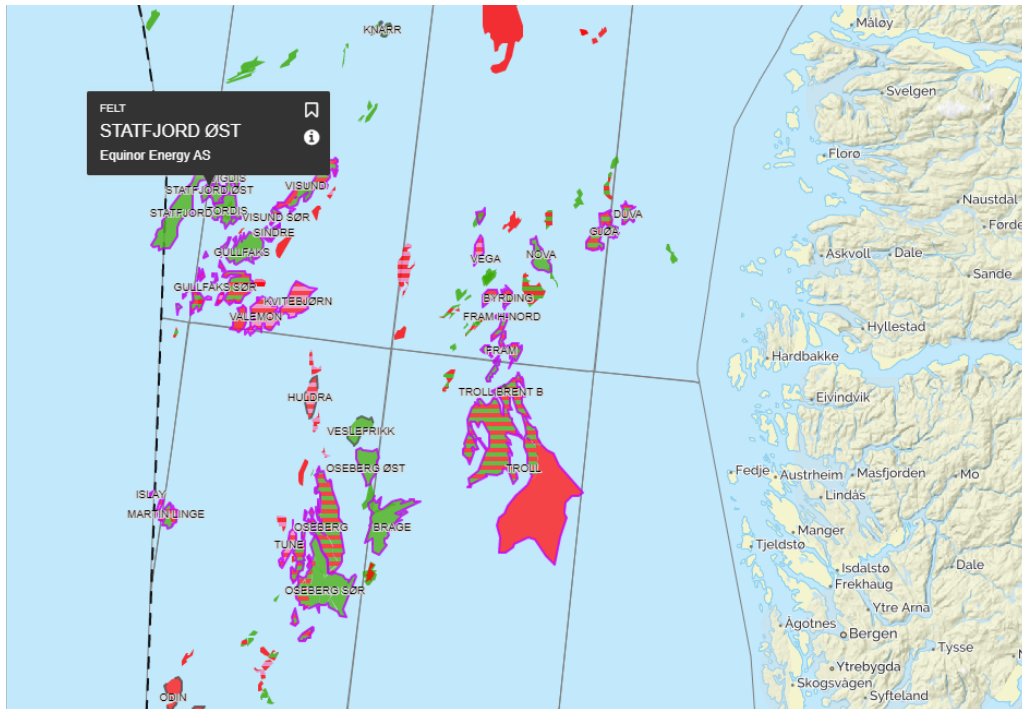 Måløy
KNARR
Svelgen
FELT
STATFJORD ØST
Equinor Energy AS
Florø
STATFJORD ØST
VISUND
Naustdal
STATFJORD
VISUND SØR
DUVA
Førde
SINDRE
GJØA
GULLFAKS
VEGA
NOVA
Askvoll
Dale
Sande
GULLFAKS SØR
KVITEBJØRN
BYRDING
VALEMON
FRAM H-NORD
Hyllestad
FRAM
Hardbakke
HULDRA
TROLL BRENT B
Eivindvik
VESLEFRIKK
OSEBERG ØST
TROLL
Fedje
Austrheim
Masfjorden
Mo
ISLAY
Lindås
MARTIN LINGE
OSEBERG
BRAGE
Manger
TUNE
Tjeldstø
Isdalstø
Dale
OSEBERG SØR
Frekhaug
Ytre Arna
Ågotnes
Bergen
Tysse
Ytrebygda
ODIN
Skogsvågen
Syfteland